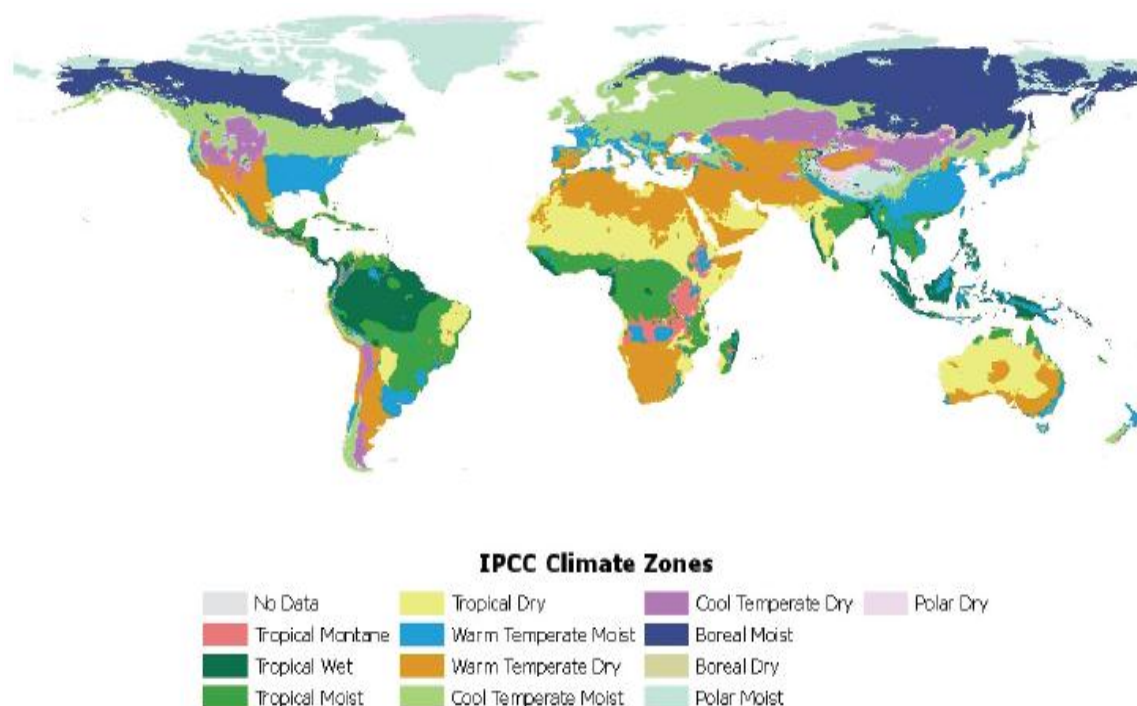 IPCC Climate Zones
No Data Tropical Dry Cool Temperate Dry Polar Dry
Tropical Montane Warm Temperate Moist Boreal Moist
Tropical Wet Warm Temperate Dry Boreal Dry
Tropical Moist Cool Temperate Moist Polar Moist